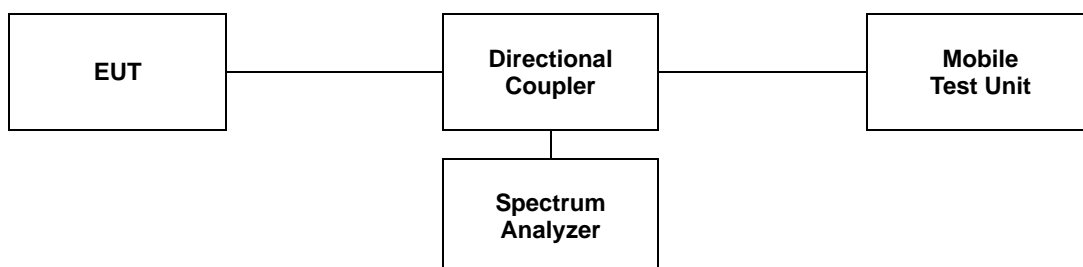 EUT
Directional
Coupler
Mobile
Test Unit
Spectrum
Analyzer